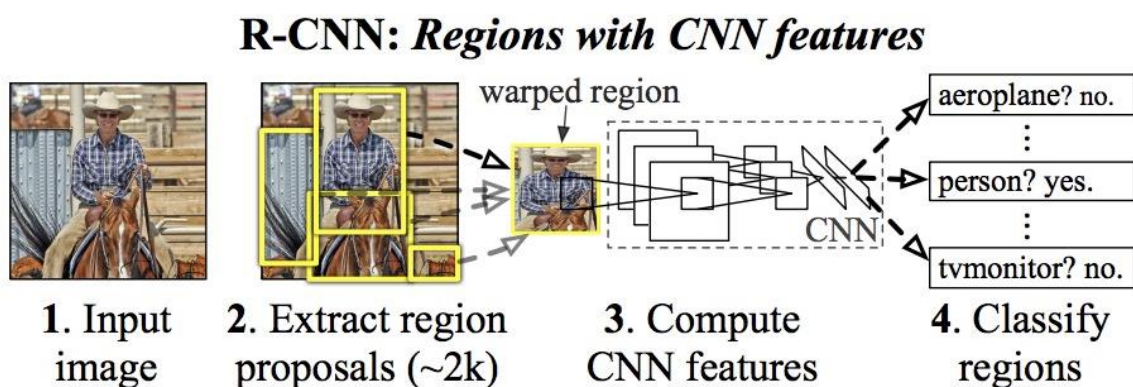 R-CNN: Regions with CNN features
warped region
aeroplane? no.
⋮
person? yes.
⋮
tvmonitor? no.
CNN
1. Input
image
2. Extract region
proposals (~2k)
3. Compute
CNN features
4. Classify
regions